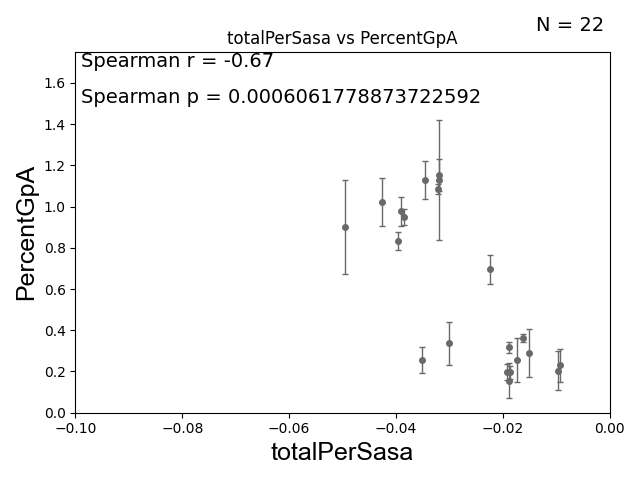 N = 22
totalPerSasa vs PercentGpA
Spearman r = -0.67
Spearman p = 0.0006061778873722592
PercentGpA
1.6
1.4
1.2
1.0
0.8
0.6
0.4
0.2
0.0
−0.10 −0.08 −0.06 −0.04 −0.02 0.00
totalPerSasa